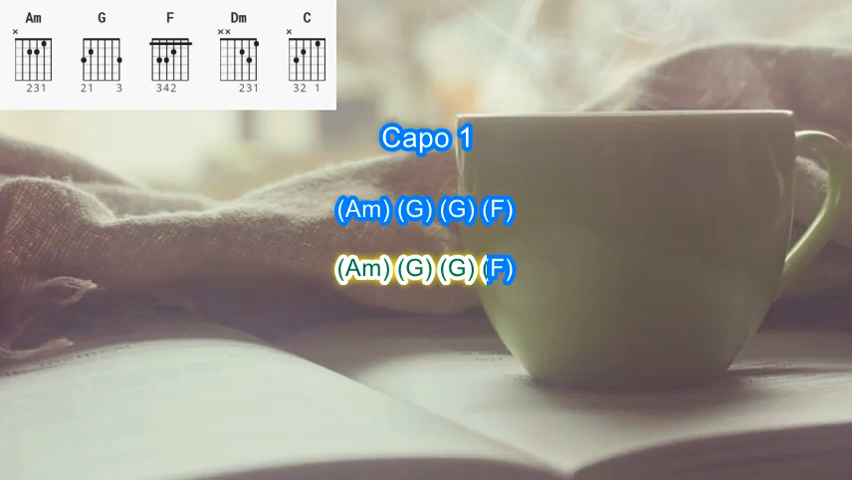 Am G F Dm C
× ×× ×
231 21 3 342 231 32 1
Capo 1
(Am) (G) (G) (F)
(Am) (G) (G) (F)